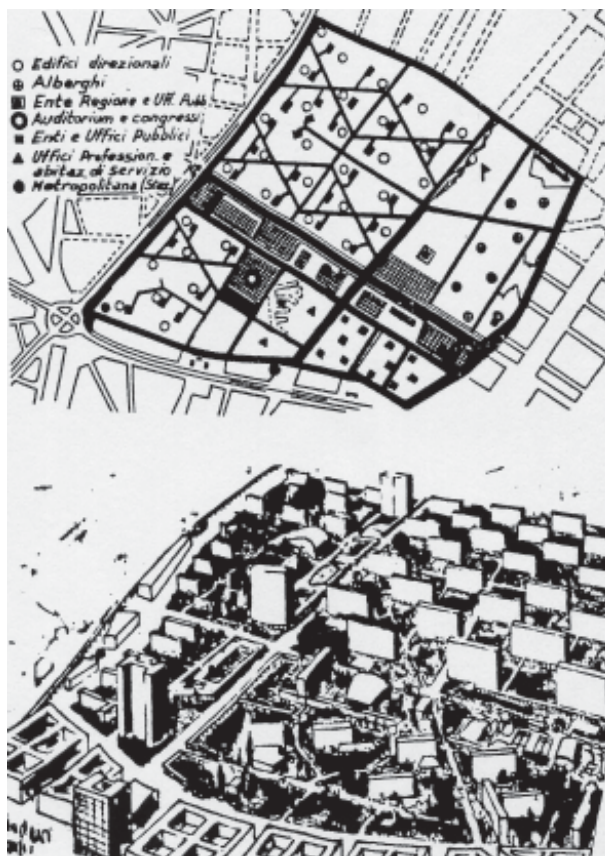 Edifici direzionali
Alberghi
Ente Regione e Uff. Pubb.
Auditorium e congressi
Enti e Uffici Pubblici
Uffici Profession. e
abitaz. di servizio
Metropolitana (Staz.